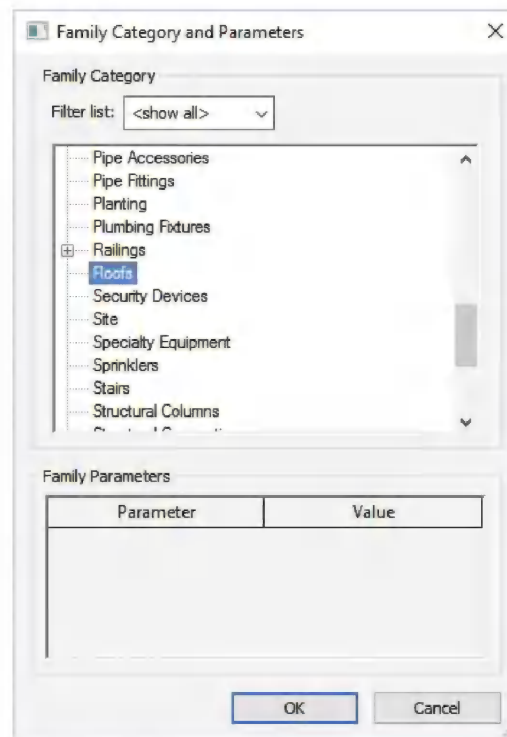 Family Category and Parameters
Family Category
Filter list: <show all>
Pipe Accessories
Pipe Fittings
Planting
Plumbing Fixtures
Railings
Roofs
Security Devices
Site
Specialty Equipment
Sprinklers
Stairs
Structural Columns
Family Parameters
Parameter Value
OK Cancel